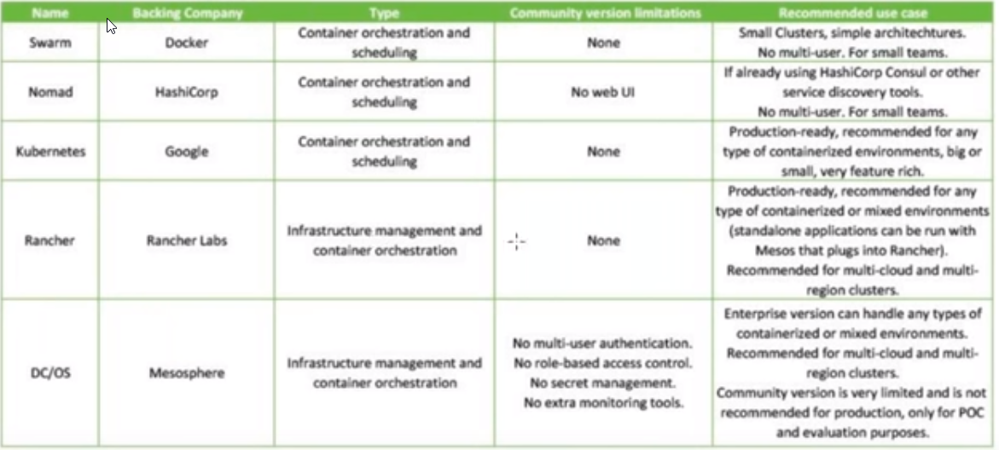 Name Backing Company Type Community version limitations Recommended use case
Swarm Docker Container orchestration and scheduling None Small Clusters, simple architechtures.
No multi-user. For small teams.
Nomad HashiCorp Container orchestration and scheduling No web UI If already using HashiCorp Consul or other
service discovery tools.
No multi-user. For small teams.
Kubernetes Google Container orchestration and scheduling None Production-ready, recommended for any
type of containerized environments, big or
small, very feature rich.
Rancher Rancher Labs Infrastructure management and container orchestration None Production-ready, recommended for any
type of containerized or mixed environments
(standalone applications can be run with
Mesos that plugs into Rancher).
Recommended for multi-cloud and multi-
region clusters.
DC/OS Mesosphere Infrastructure management and container orchestration
No multi-user authentication.
No role-based access control.
No secret management.
No extra monitoring tools.
Enterprise version can handle any types of
containerized or mixed environments.
Recommended for multi-cloud and multi-
region clusters.
Community version is very limited and is not
recommended for production, only for POC
and evaluation purposes.